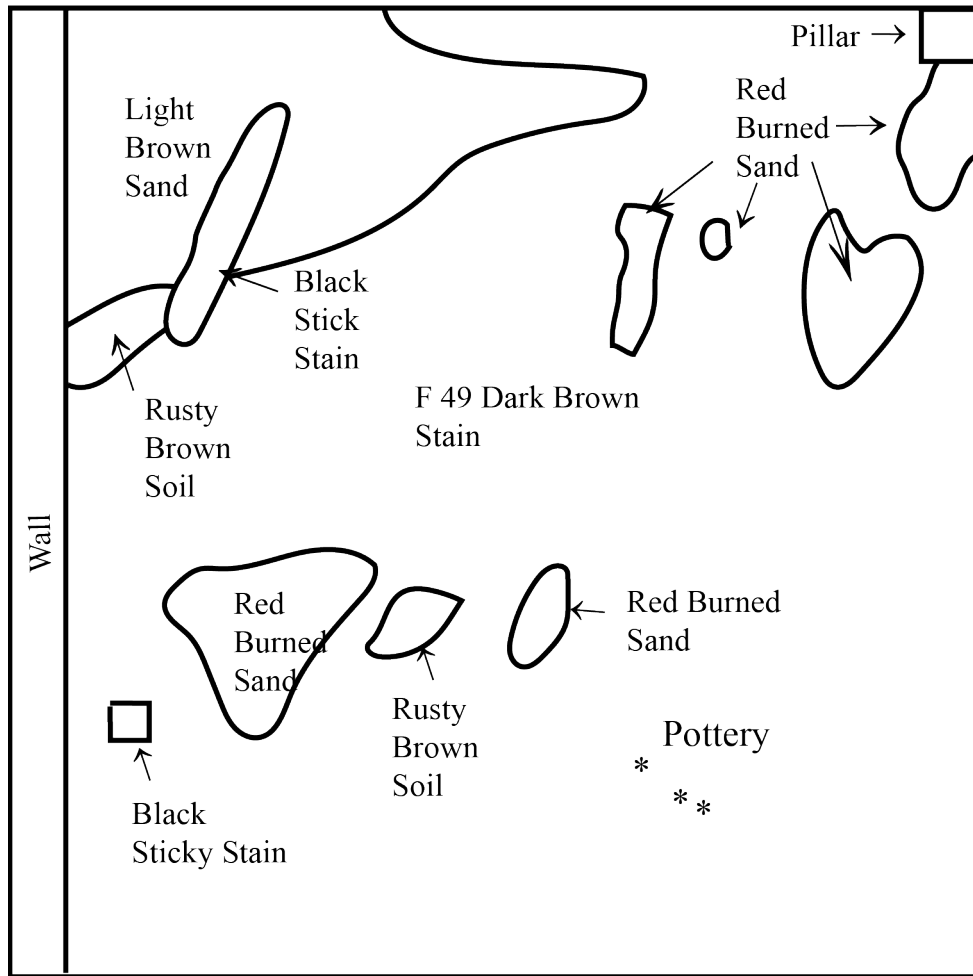 Pillar
Red
Burned
Sand
Light
Brown
Sand
Black
Stick
Stain
Rusty
Brown
Soil
F 49 Dark Brown
Stain
Wall
Red
Burned
Sand
Red Burned
Sand
Rusty
Brown
Soil
Pottery
*
* *
Black
Sticky Stain